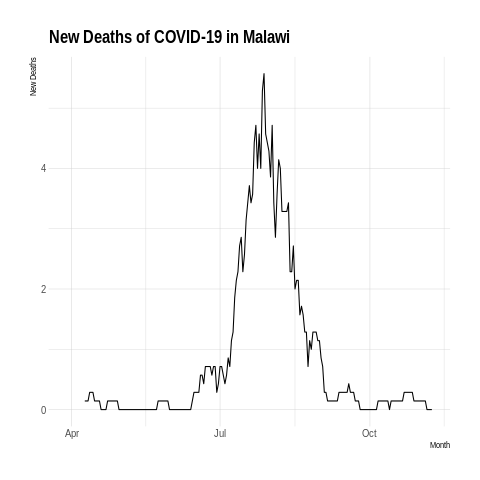 New Deaths of COVID-19 in Malawi
New Deaths
4
2
0
Apr
Jul
Oct
Month